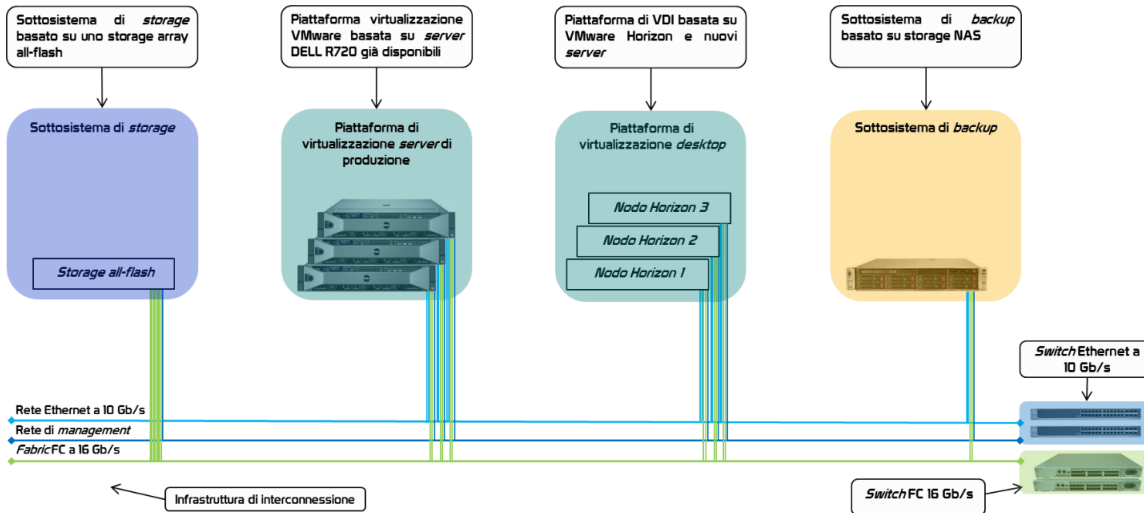 Sottosistema di storage
basato su uno storage array
all-flash
Piattaforma virtualizzazione
VMware basata su server
DELL R720 già disponibili
Piattaforma di VDI basata su
VMware Horizon e nuovi
server
Sottosistema di backup
basato su storage NAS
Sottosistema di storage
Piattaforma di
virtualizzazione server di
produzione
Piattaforma di
virtualizzazione desktop
Sottosistema di backup
Nodo Horizon 3
Nodo Horizon 2
Nodo Horizon 1
Storage all-flash
Switch Ethernet a
10 Gb/s
Rete Ethernet a 10 Gb/s
Rete di management
Fabric FC a 16 Gb/s
Infrastruttura di interconnessione
Switch FC 16 Gb/s